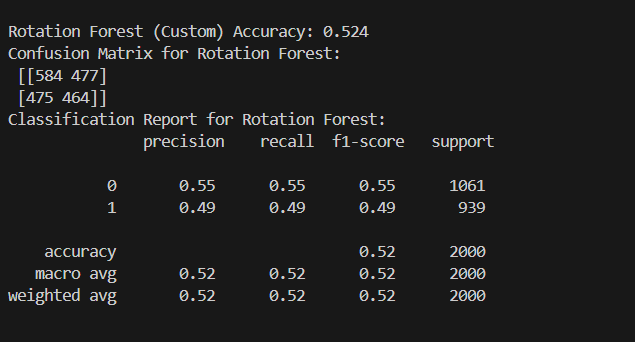 Rotation Forest (Custom) Accuracy: 0.524
Confusion Matrix for Rotation Forest:
[[584 477]
[475 464]]
Classification Report for Rotation Forest:
precision recall f1-score support
0 0.55 0.55 0.55 1061
1 0.49 0.49 0.49 939
accuracy 0.52 2000
macro avg 0.52 0.52 0.52 2000
weighted avg 0.52 0.52 0.52 2000